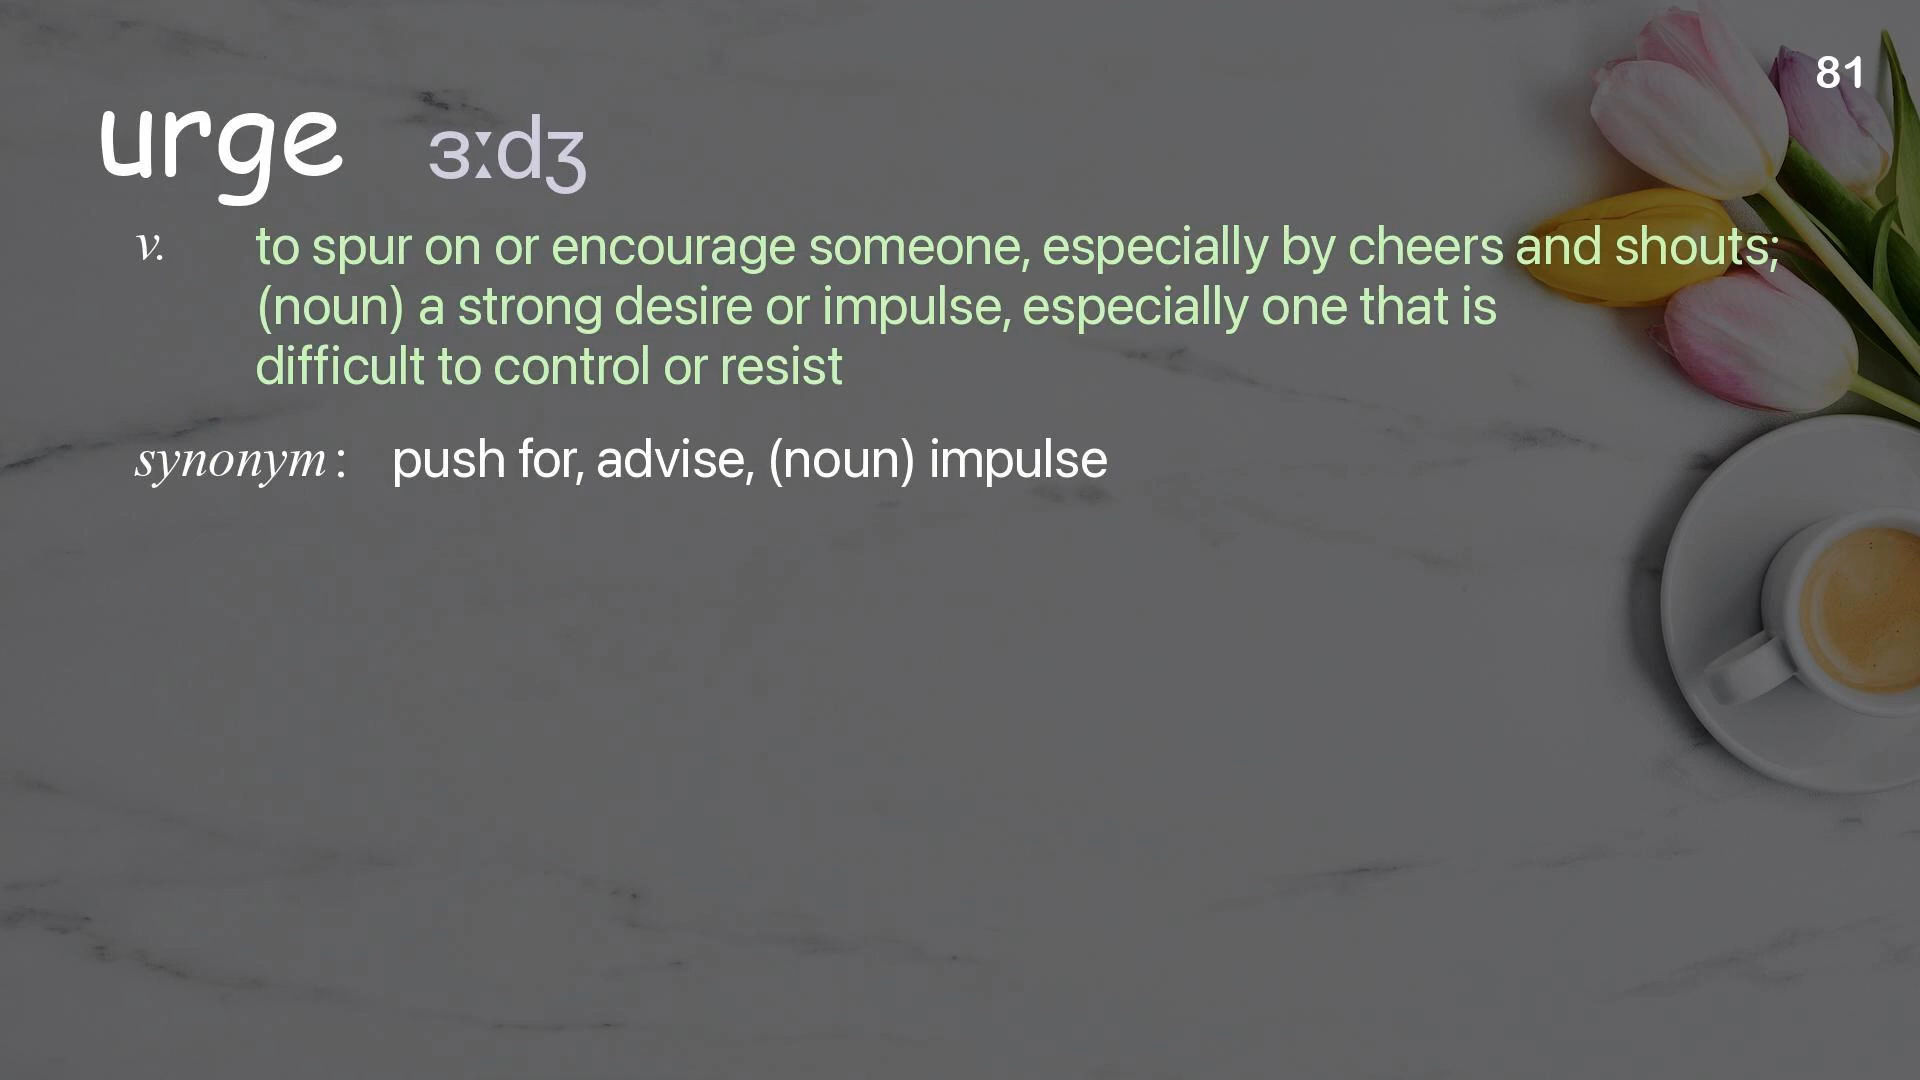 81
urge ɜːdʒ
v. to spur on or encourage someone, especially by cheers and shouts;
(noun) a strong desire or impulse, especially one that is
difficult to control or resist
synonym : push for, advise, (noun) impulse